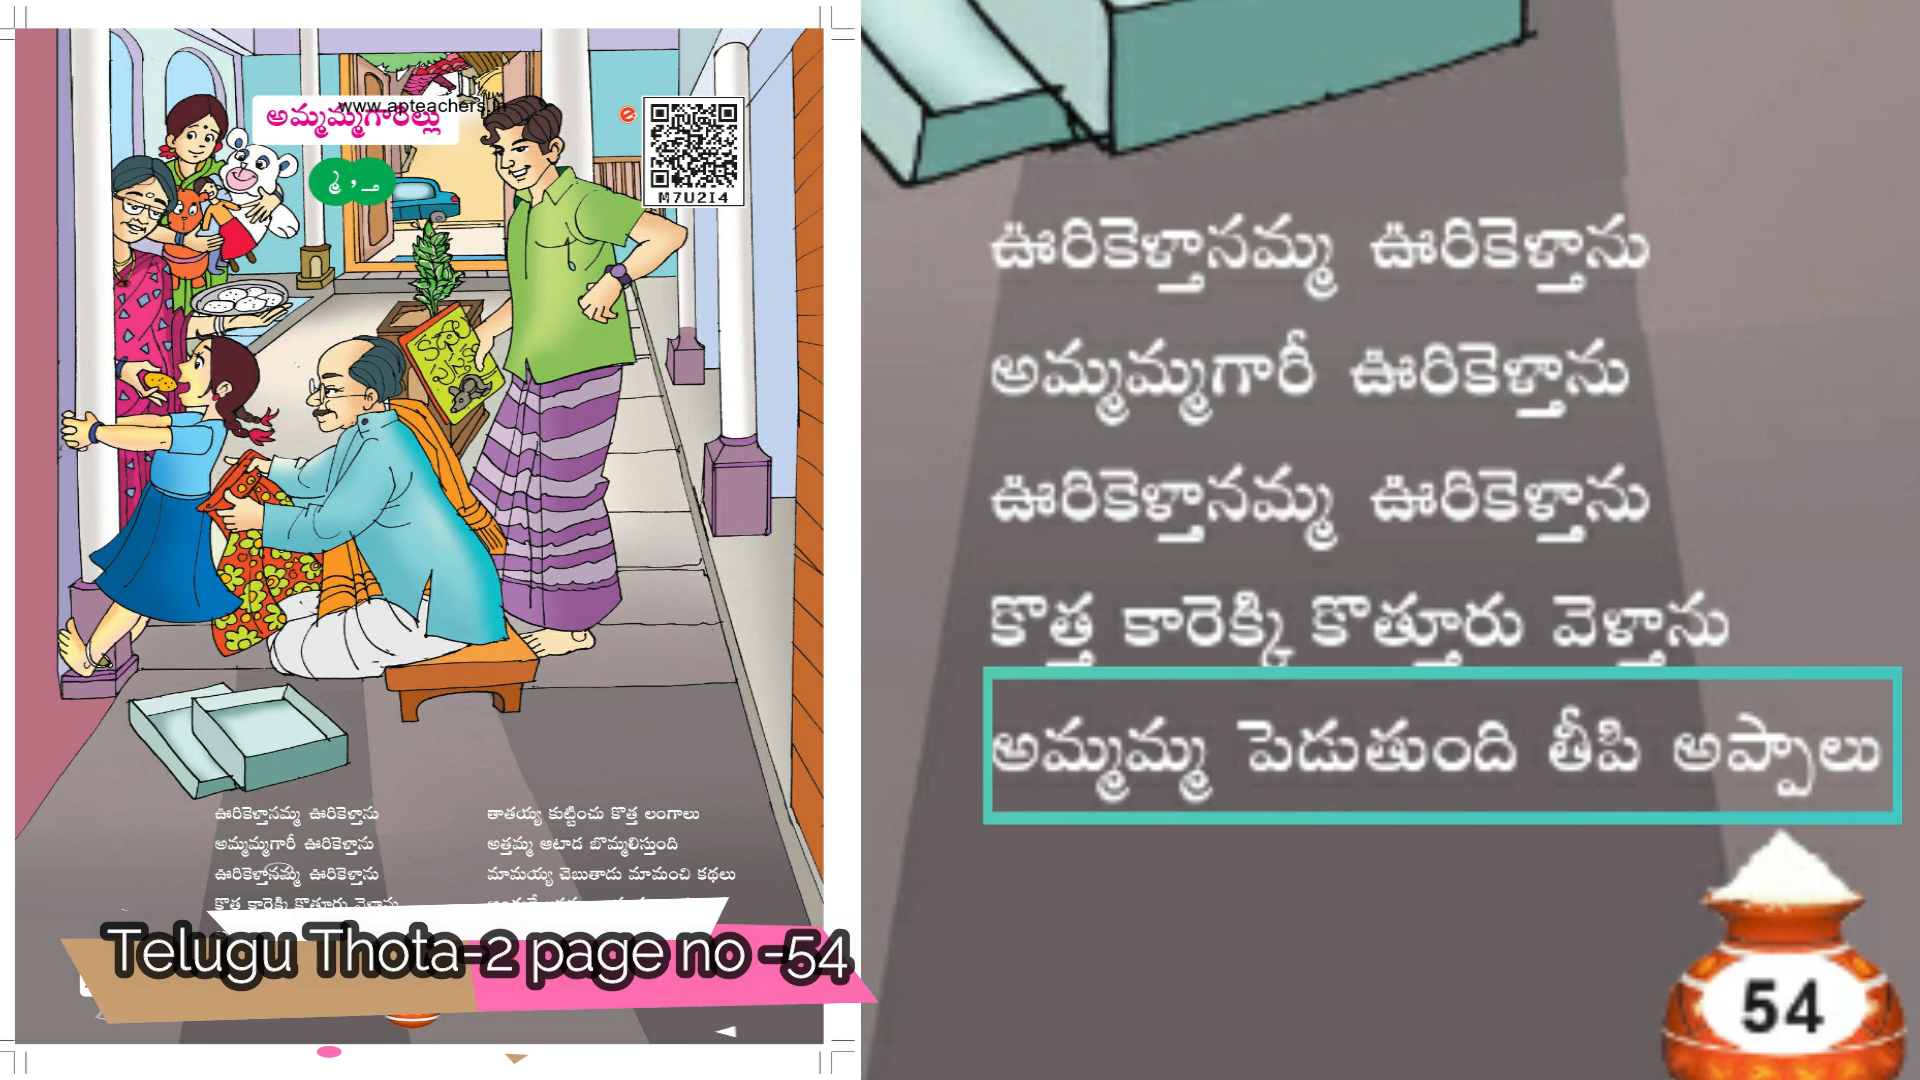 www.apteachers.in
అమ్మమ్మగారిల్లు
M7U2I4
ఊరికెళ్తానమ్మ ఊరికెళ్తాను
అమ్మమ్మగారీ ఊరికెళ్తాను
ఊరికెళ్తానమ్మ ఊరికెళ్తాను
కొత్త కారెక్కి కొత్తూరు వెళ్తాను
తాతయ్య కుట్టించు కొత్త లంగాలు
అత్తమ్మ ఆటాడ బొమ్మలిస్తుంది
మామయ్య చెబుతాడు మామంచి కథలు
Telugu Thota-2 page no -54
ఊరికెళ్తానమ్మ ఊరికెళ్తాను
అమ్మమ్మగారీ ఊరికెళ్తాను
ఊరికెళ్తానమ్మ ఊరికెళ్తాను
కొత్త కారెక్కి కొత్తూరు వెళ్తాను
అమ్మమ్మ పెడుతుంది తీపి అప్పాలు
54